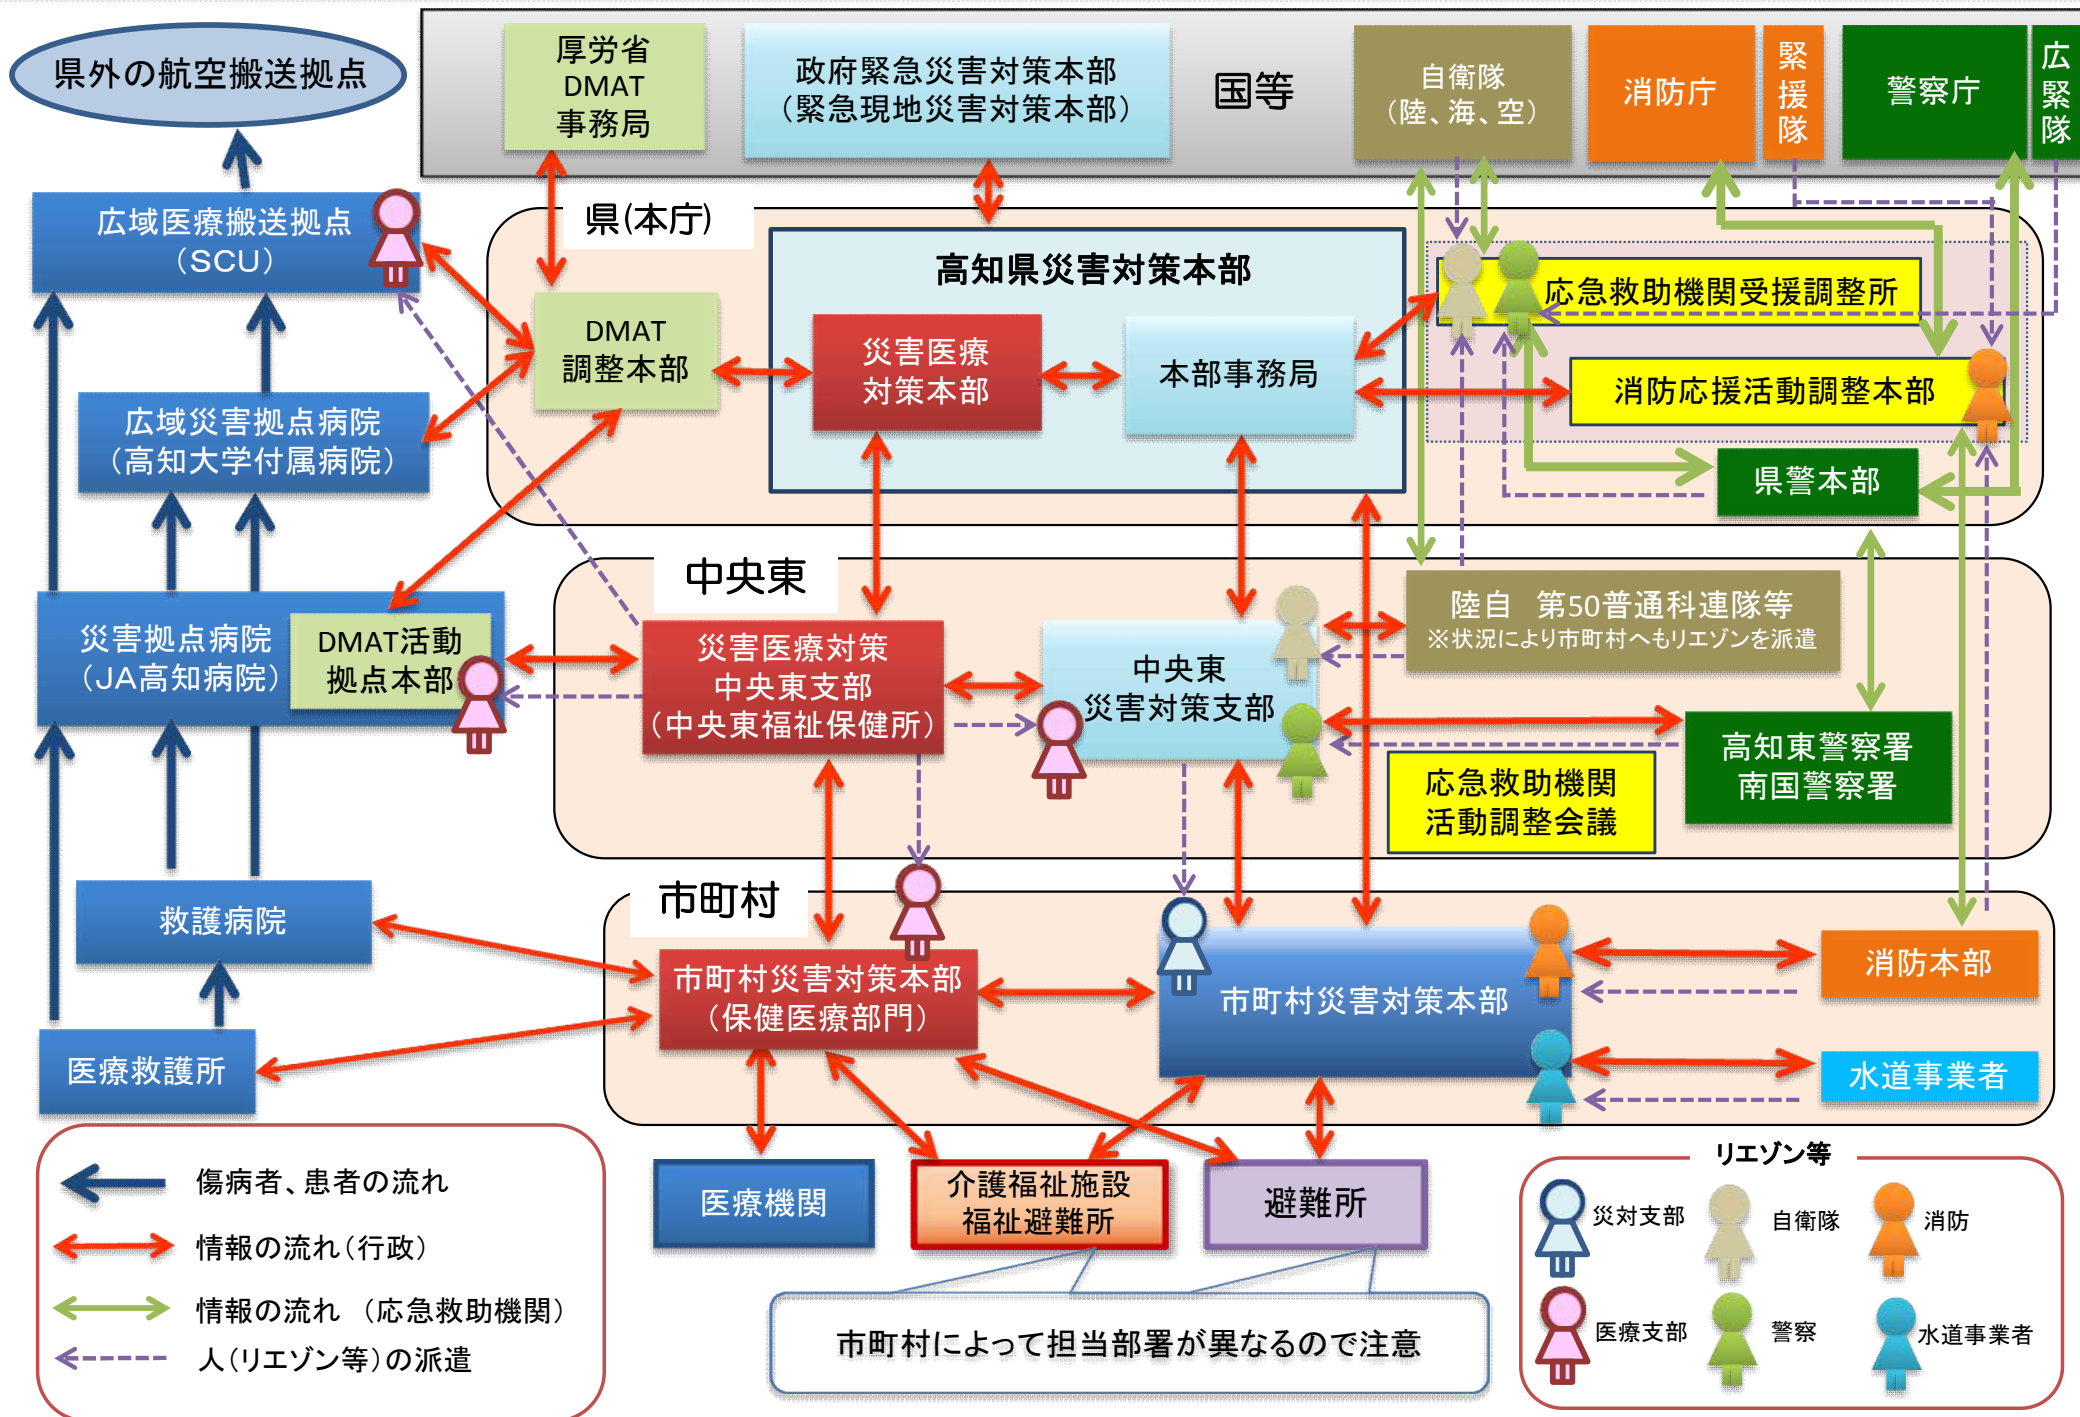 県外の航空搬送拠点
厚労省
DMAT
事務局
政府緊急災害対策本部
（緊急現地災害対策本部）
国等
自衛隊
（陸、海、空）
消防庁
緊援隊
警察庁
広緊隊
広域医療搬送拠点
（SCU）
県(本庁)
高知県災害対策本部
DMAT
調整本部
災害医療
対策本部
本部事務局
応急救助機関受援調整所
消防応援活動調整本部
県警本部
広域災害拠点病院
（高知大学付属病院）
中央東
災害拠点病院
（JA高知病院）
DMAT活動
拠点本部
災害医療対策
中央東支部
（中央東福祉保健所）
中央東
災害対策支部
陸自　第50普通科連隊等
※状況により市町村へもリエゾンを派遣
高知東警察署
南国警察署
応急救助機関
活動調整会議
市町村
救護病院
医療救護所
市町村災害対策本部
（保健医療部門）
市町村災害対策本部
消防本部
水道事業者
医療機関
介護福祉施設
福祉避難所
避難所
市町村によって担当部署が異なるので注意
傷病者、患者の流れ
情報の流れ（行政）
情報の流れ　（応急救助機関）
人（リエゾン等）の派遣
リエゾン等
災対支部
自衛隊
消防
医療支部
警察
水道事業者